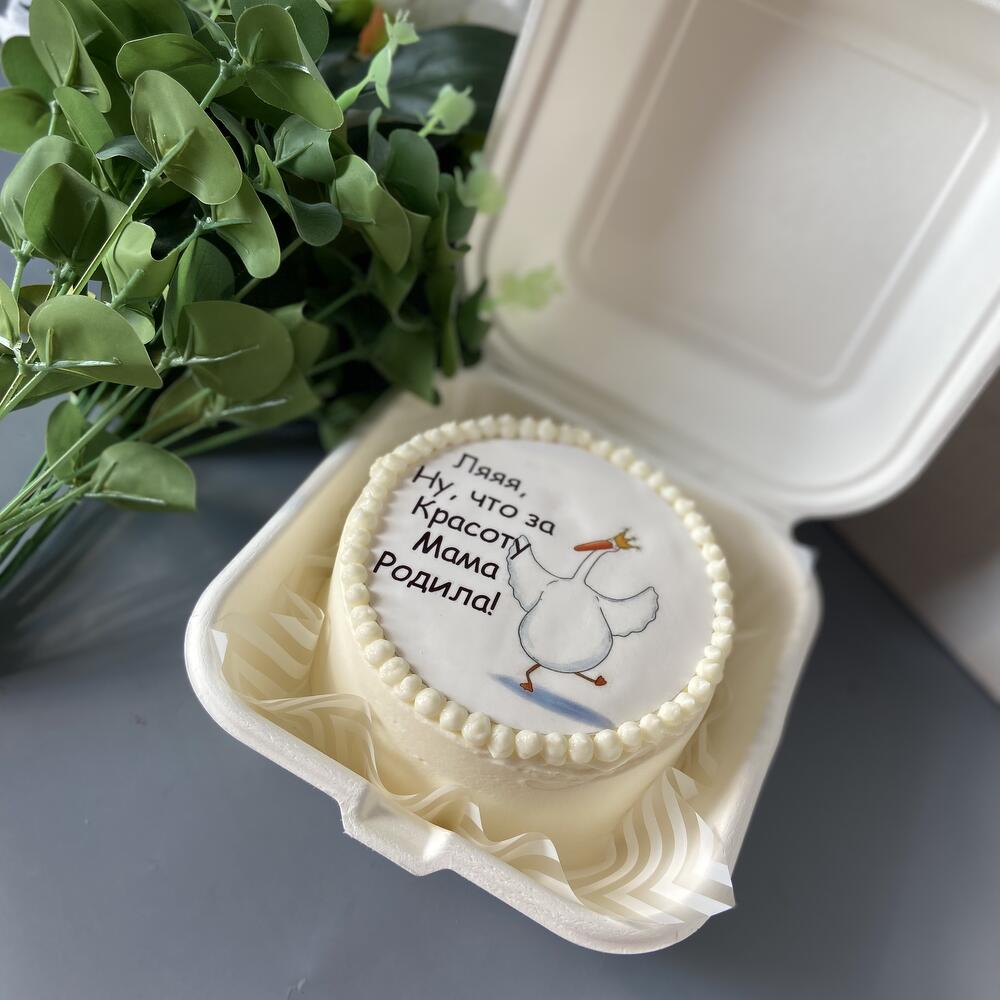 Ляяя,
Ну, что за
Красоту
Мама
Родила!